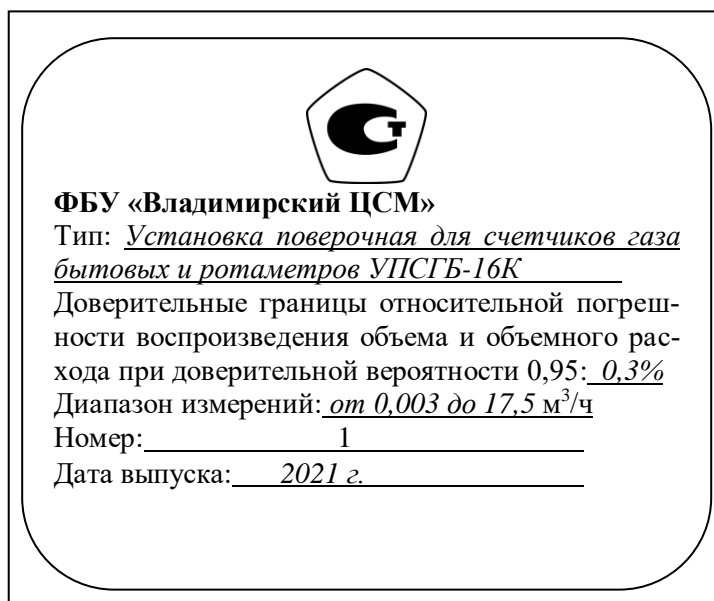 ФБУ «Владимирский ЦСМ»
Тип: Установка поверочная для счетчиков газа
бытовых и ротаметров УПСГБ-16К
Доверительные границы относительной погреш-
ности воспроизведения объема и объемного рас-
хода при доверительной вероятности 0,95: 0,3%
Диапазон измерений: от 0,003 до 17,5 м³/ч
Номер: 1
Дата выпуска: 2021 г.